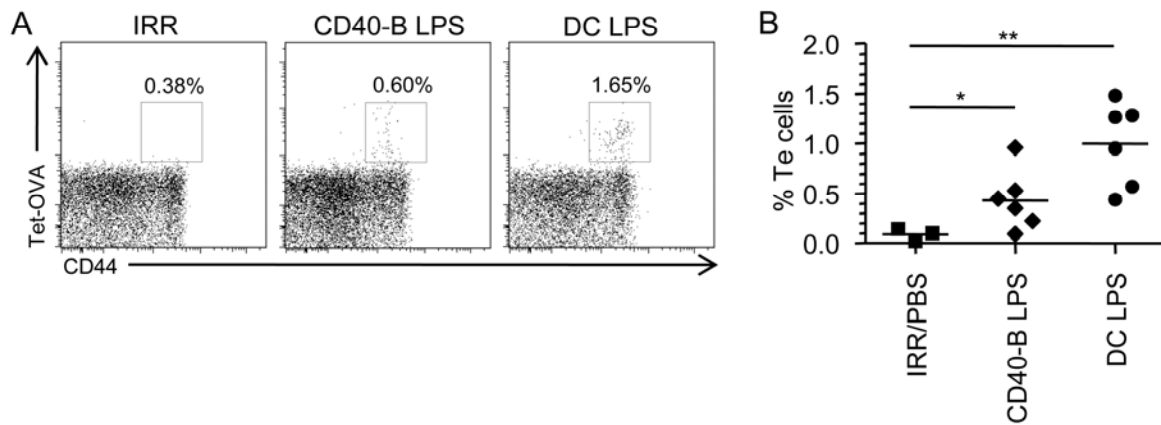 A
IRR
CD40-B LPS
DC LPS
0.38%
0.60%
1.65%
Tet-OVA
CD44
B
% Te cells
2.0
1.5
1.0
0.5
0.0
**
*
IRR/PBS
CD40-B LPS
DC LPS